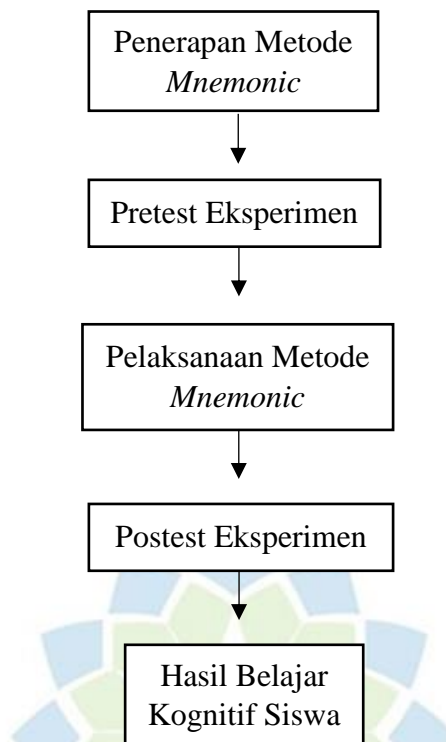 Penerapan Metode
Mnemonic
Pretest Eksperimen
Pelaksanaan Metode
Mnemonic
Postest Eksperimen
Hasil Belajar
Kognitif Siswa